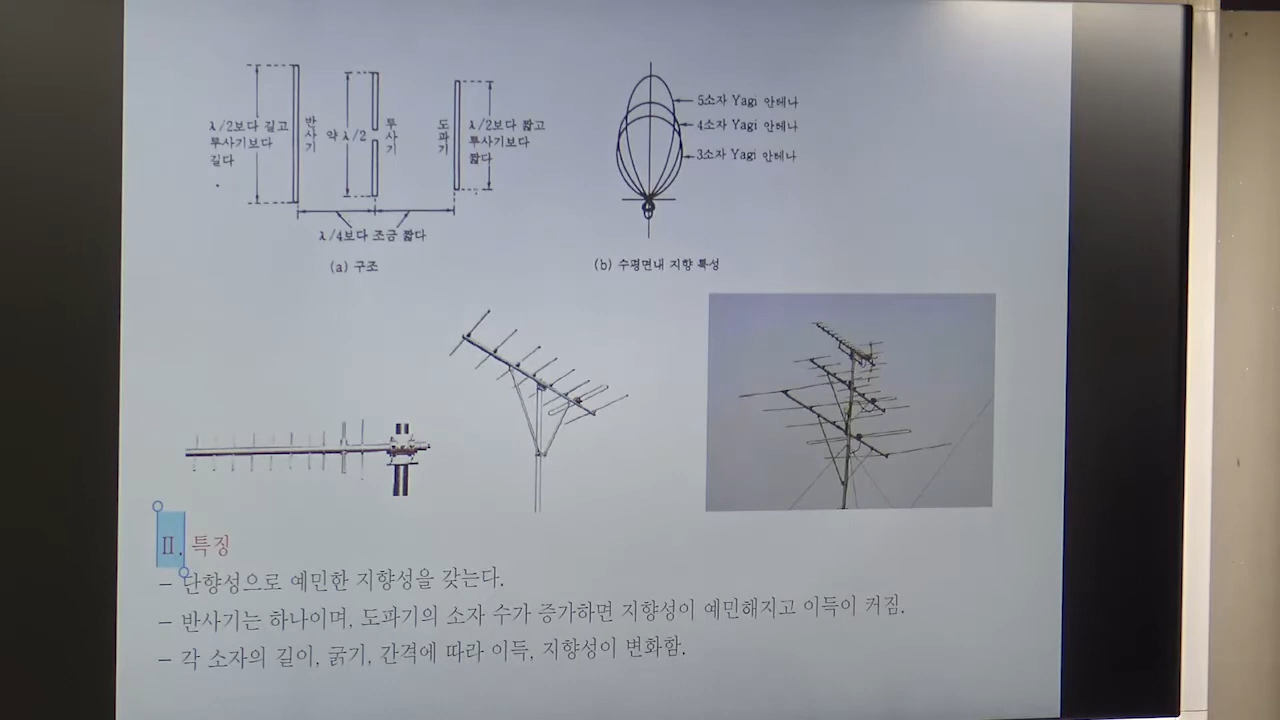 λ/2보다 길고
투사기보다
길다
반사기
약 λ/2
투사기
도파기
λ/2보다 짧고
투사기보다
짧다
λ/4보다 조금 짧다
(a) 구조
5소자 Yagi 안테나
4소자 Yagi 안테나
3소자 Yagi 안테나
(b) 수평면내 지향 특성
Ⅱ. 특징
- 단향성으로 예민한 지향성을 갖는다.
- 반사기는 하나이며, 도파기의 소자 수가 증가하면 지향성이 예민해지고 이득이 커짐.
- 각 소자의 길이, 굵기, 간격에 따라 이득, 지향성이 변화함.